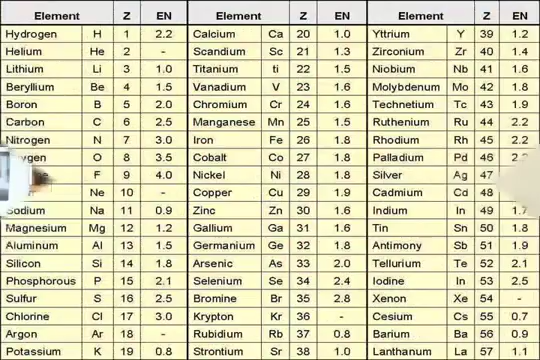 Element Z EN Element Z EN Element Z EN
Hydrogen H 1 2.2 Calcium Ca 20 1.0 Yttrium Y 39 1.2
Helium He 2 - Scandium Sc 21 1.3 Zirconium Zr 40 1.4
Lithium Li 3 1.0 Titanium ti 22 1.5 Niobium Nb 41 1.6
Beryllium Be 4 1.5 Vanadium V 23 1.6 Molybdenum Mo 42 1.8
Boron B 5 2.0 Chromium Cr 24 1.6 Technetium Tc 43 1.9
Carbon C 6 2.5 Manganese Mn 25 1.5 Ruthenium Ru 44 2.2
Nitrogen N 7 3.0 Iron Fe 26 1.8 Rhodium Rh 45 2.2
O 8 3.5 Cobalt Co 27 1.8 Palladium Pd 46
F 9 4.0 Nickel Ni 28 1.8 Silver Ag 47
Ne 10 - Copper Cu 29 1.9 Cadmium Cd 48
Sodium Na 11 0.9 Zinc Zn 30 1.6 Indium In 49 1.7
Magnesium Mg 12 1.2 Gallium Ga 31 1.6 Tin Sn 50 1.8
Aluminum Al 13 1.5 Germanium Ge 32 1.8 Antimony Sb 51 1.9
Silicon Si 14 1.8 Arsenic As 33 2.0 Tellurium Te 52 2.1
Phosphorous P 15 2.1 Selenium Se 34 2.4 Iodine In 53 2.5
Sulfur S 16 2.5 Bromine Br 35 2.8 Xenon Xe 54 -
Chlorine Cl 17 3.0 Krypton Kr 36 - Cesium Cs 55 0.7
Argon Ar 18 - Rubidium Rb 37 0.8 Barium Ba 56 0.9
Potassium K 19 0.8 Strontium Sr 38 1.0 Lanthanum La 57 1.1